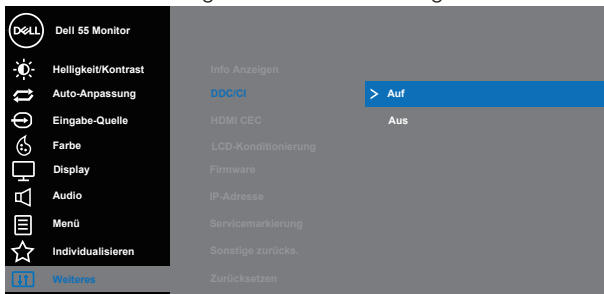 DELL Dell 55 Monitor
Helligkeit/Kontrast
Auto-Anpassung
Eingabe-Quelle
Farbe
Display
Audio
Menü
Individualisieren
Weiteres
Info Anzeigen
DDC/CI
HDMI CEC
LCD-Konditionierung
Firmware
IP-Adresse
Servicemarkierung
Sonstige zurücks.
Zurücksetzen
> Auf
Aus